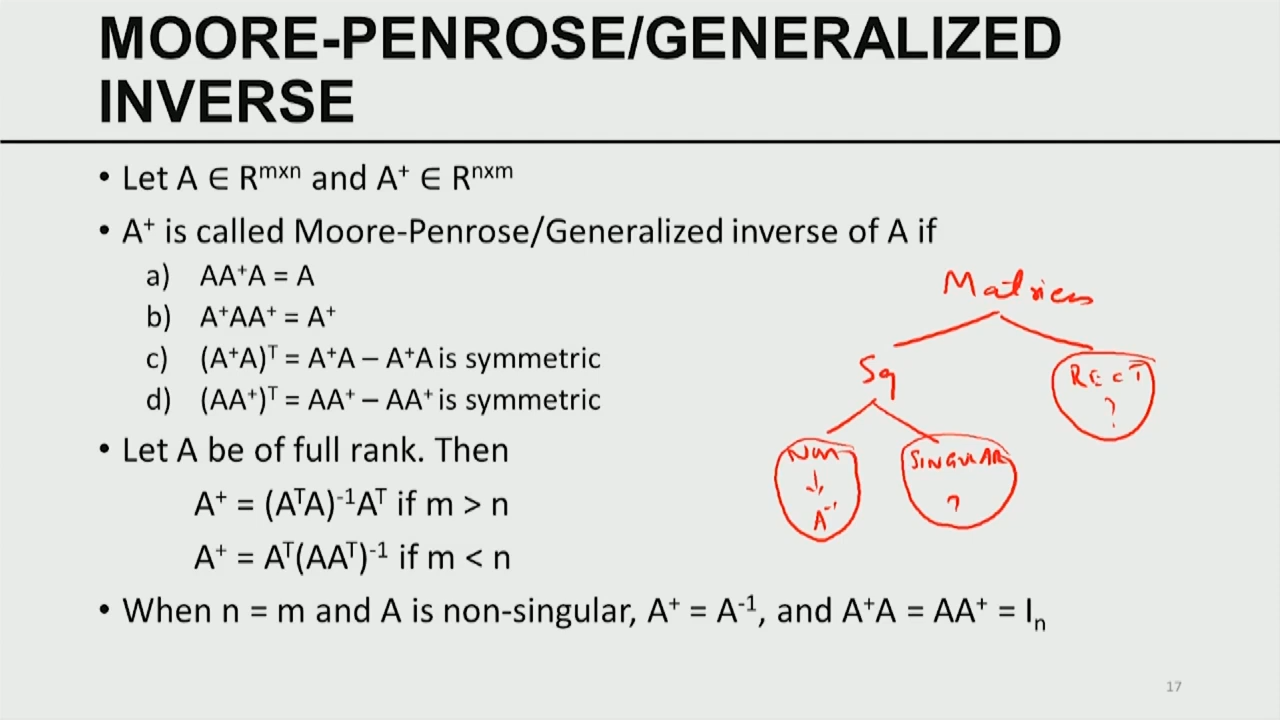 MOORE-PENROSE/GENERALIZED
INVERSE
• Let A ∈ Rᵐˣⁿ and A⁺ ∈ Rⁿˣᵐ
• A⁺ is called Moore-Penrose/Generalized inverse of A if
a) AA⁺A = A
b) A⁺AA⁺ = A⁺
c) (A⁺A)ᵀ = A⁺A – A⁺A is symmetric
d) (AA⁺)ᵀ = AA⁺ – AA⁺ is symmetric
• Let A be of full rank. Then
A⁺ = (AᵀA)⁻¹Aᵀ if m > n
A⁺ = Aᵀ(AAᵀ)⁻¹ if m < n
• When n = m and A is non-singular, A⁺ = A⁻¹, and A⁺A = AA⁺ = Iₙ
Matrices
Sq
RECT
?
Non
SINGULAR
↓
A⁻¹
?
17